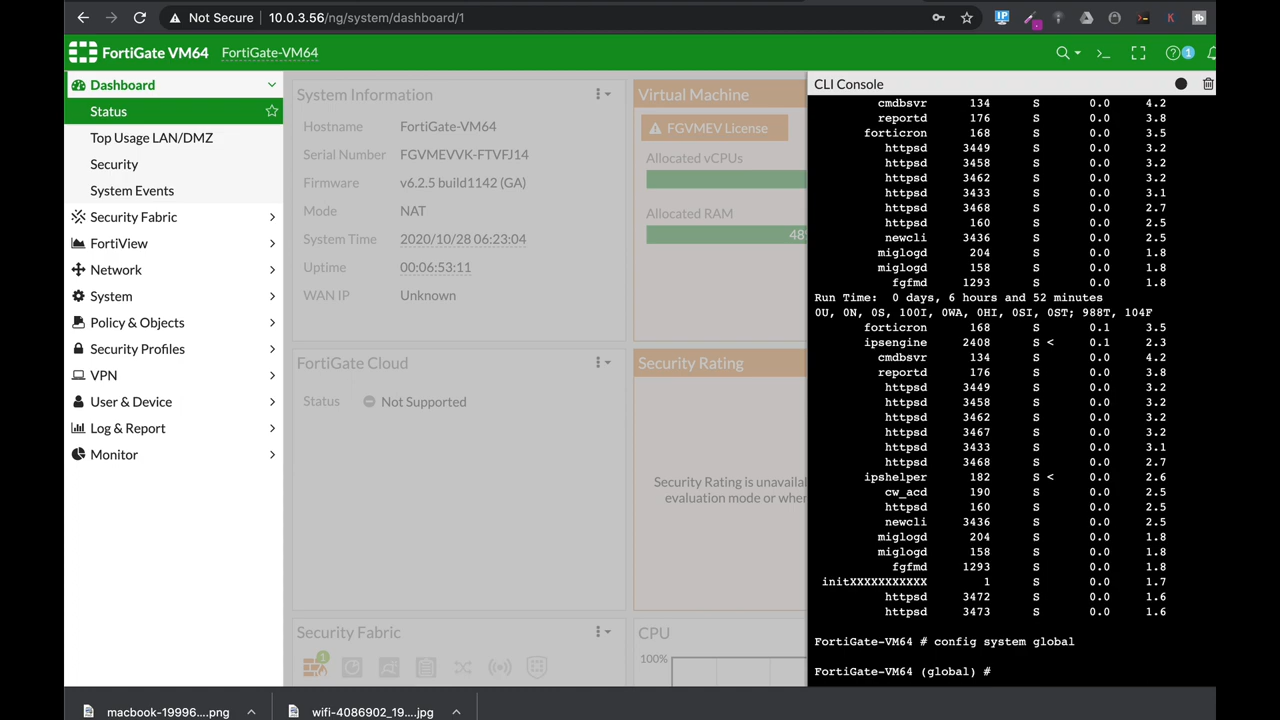 Not Secure 10.0.3.56/ng/system/dashboard/1
IP
K
FortiGate VM64 FortiGate-VM64
>_
? 1
Dashboard
Status
Top Usage LAN/DMZ
Security
System Events
Security Fabric
FortiView
Network
System
Policy & Objects
Security Profiles
VPN
User & Device
Log & Report
Monitor
System Information
Hostname FortiGate-VM64
Serial Number FGVMEVVK-FTVFJ14
Firmware v6.2.5 build1142 (GA)
Mode NAT
System Time 2020/10/28 06:23:04
Uptime 00:06:53:11
WAN IP Unknown
Virtual Machine
FGVMEV License
Allocated vCPUs
Allocated RAM
48
FortiGate Cloud
Status Not Supported
Security Rating
Security Rating is unavaila
evaluation mode or when
Security Fabric
1
CPU
100%
CLI Console
cmdbsvr 134 S 0.0 4.2
reportd 176 S 0.0 3.8
forticron 168 S 0.0 3.5
httpsd 3449 S 0.0 3.2
httpsd 3458 S 0.0 3.2
httpsd 3462 S 0.0 3.2
httpsd 3433 S 0.0 3.1
httpsd 3468 S 0.0 2.7
httpsd 160 S 0.0 2.5
newcli 3436 S 0.0 2.5
miglogd 204 S 0.0 1.8
miglogd 158 S 0.0 1.8
fgfmd 1293 S 0.0 1.8
Run Time: 0 days, 6 hours and 52 minutes
0U, 0N, 0S, 100I, 0WA, 0HI, 0SI, 0ST; 988T, 104F
forticron 168 S 0.1 3.5
ipsengine 2408 S < 0.1 2.3
cmdbsvr 134 S 0.0 4.2
reportd 176 S 0.0 3.8
httpsd 3449 S 0.0 3.2
httpsd 3458 S 0.0 3.2
httpsd 3462 S 0.0 3.2
httpsd 3467 S 0.0 3.2
httpsd 3433 S 0.0 3.1
httpsd 3468 S 0.0 2.7
ipshelper 182 S < 0.0 2.6
cw_acd 190 S 0.0 2.5
httpsd 160 S 0.0 2.5
newcli 3436 S 0.0 2.5
miglogd 204 S 0.0 1.8
miglogd 158 S 0.0 1.8
fgfmd 1293 S 0.0 1.8
initXXXXXXXXXXX 1 S 0.0 1.7
httpsd 3472 S 0.0 1.6
httpsd 3473 S 0.0 1.6
FortiGate-VM64 # config system global
FortiGate-VM64 (global) #
macbook-19996....png
wifi-4086902_19....jpg